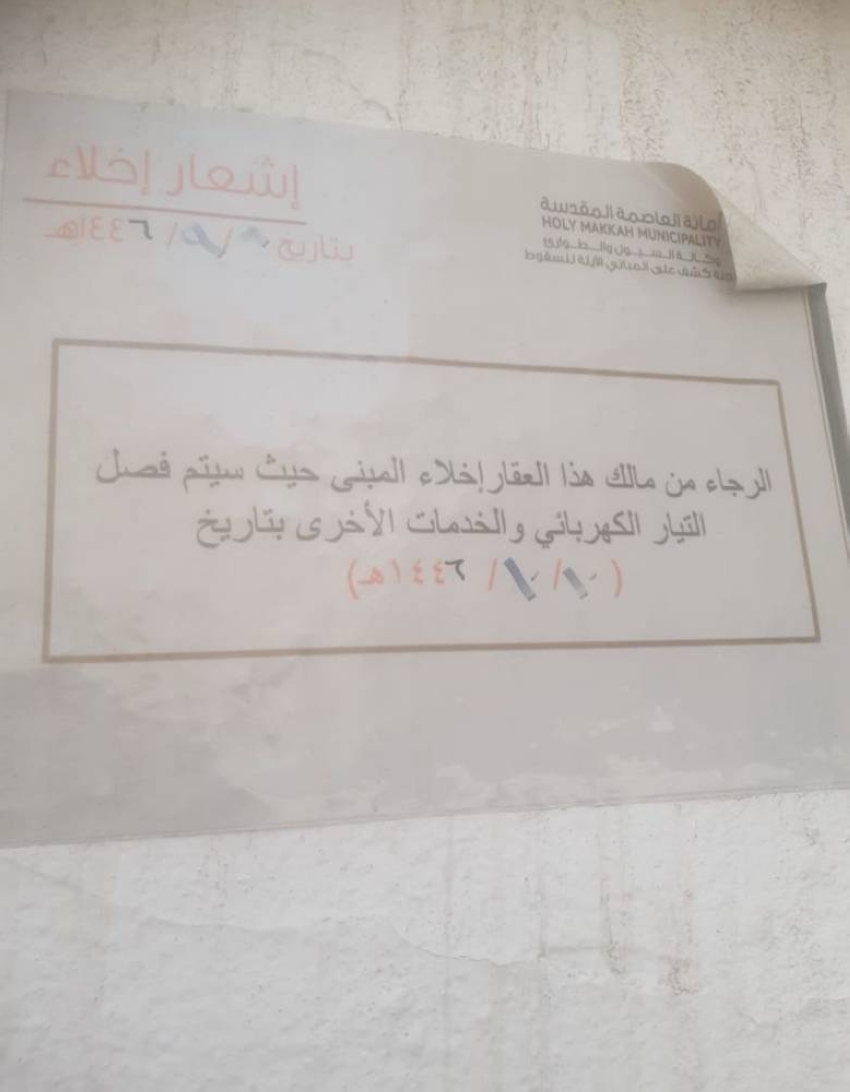 أمانة العاصمة المقدسة
HOLY MAKKAH MUNICIPALITY
وكالة السيول والطوارئ
لجنة كشف على المباني الآيلة للسقوط
إشعار إخلاء
بتاريخ / / ١٤٤٦هـ
الرجاء من مالك هذا العقار إخلاء المبنى حيث سيتم فصل
التيار الكهربائي والخدمات الأخرى بتاريخ
( ١٠ / ١٠ / ١٤٤٦هـ)